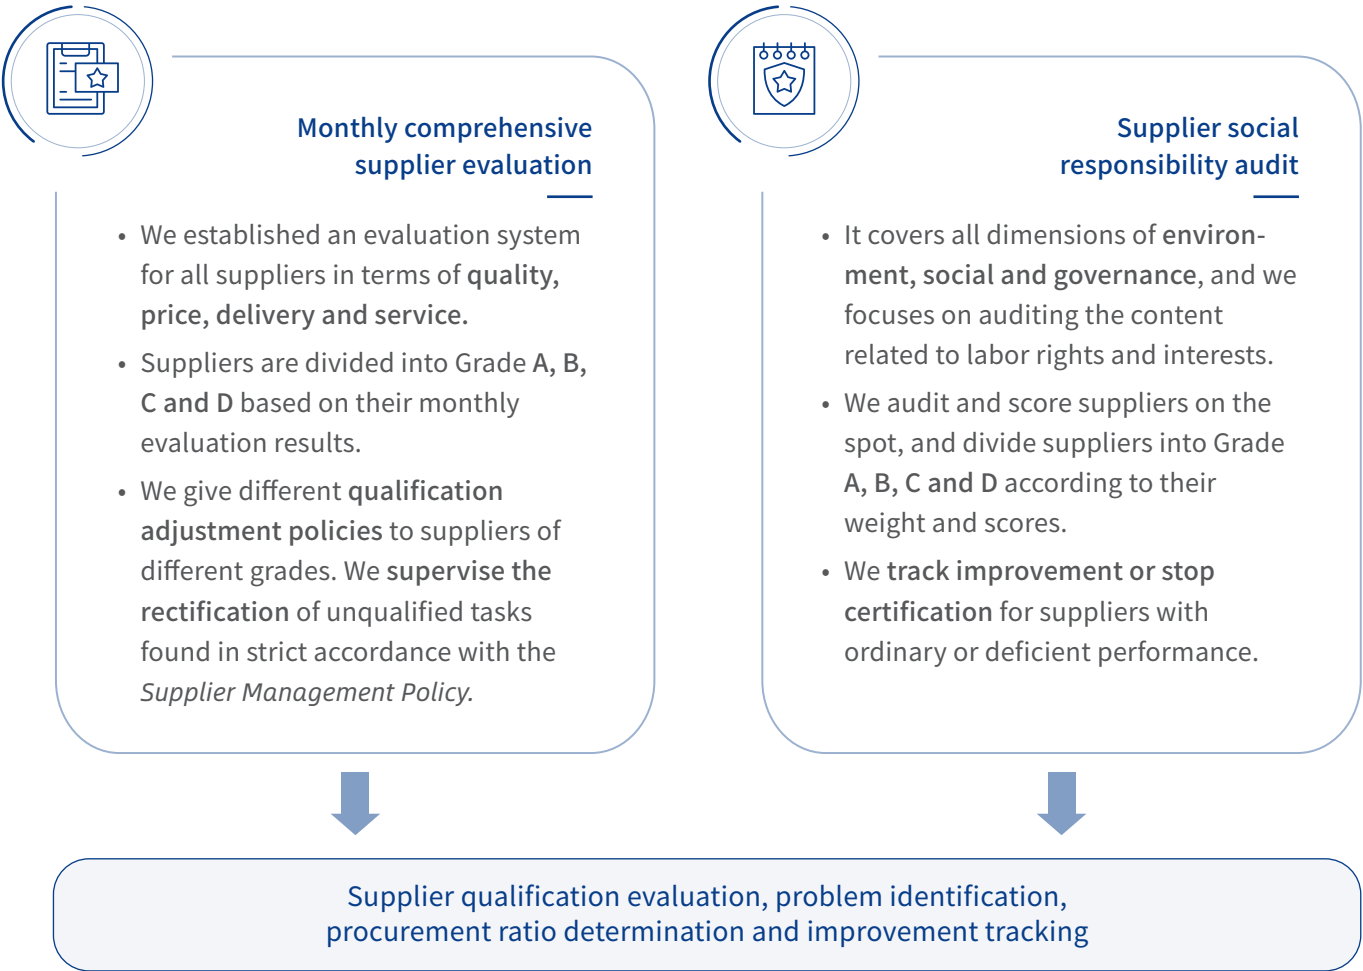 Monthly comprehensive
supplier evaluation
• We established an evaluation system
for all suppliers in terms of quality,
price, delivery and service.
• Suppliers are divided into Grade A, B,
C and D based on their monthly
evaluation results.
• We give different qualification
adjustment policies to suppliers of
different grades. We supervise the
rectification of unqualified tasks
found in strict accordance with the
Supplier Management Policy.
Supplier social
responsibility audit
• It covers all dimensions of environ-
ment, social and governance, and we
focuses on auditing the content
related to labor rights and interests.
• We audit and score suppliers on the
spot, and divide suppliers into Grade
A, B, C and D according to their
weight and scores.
• We track improvement or stop
certification for suppliers with
ordinary or deficient performance.
Supplier qualification evaluation, problem identification,
procurement ratio determination and improvement tracking